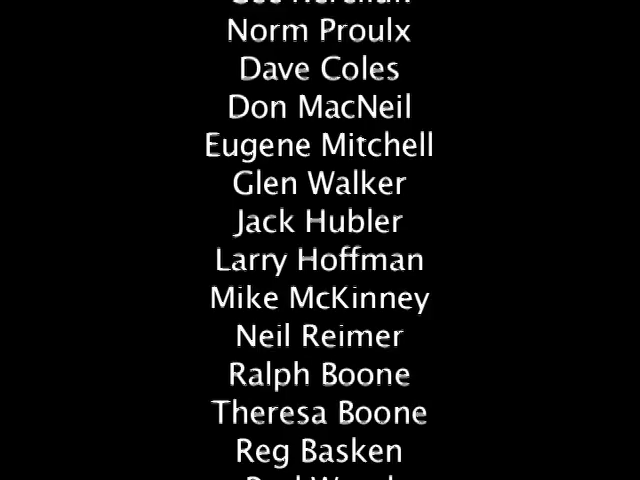 Norm Proulx
Dave Coles
Don MacNeil
Eugene Mitchell
Glen Walker
Jack Hubler
Larry Hoffman
Mike McKinney
Neil Reimer
Ralph Boone
Theresa Boone
Reg Basken